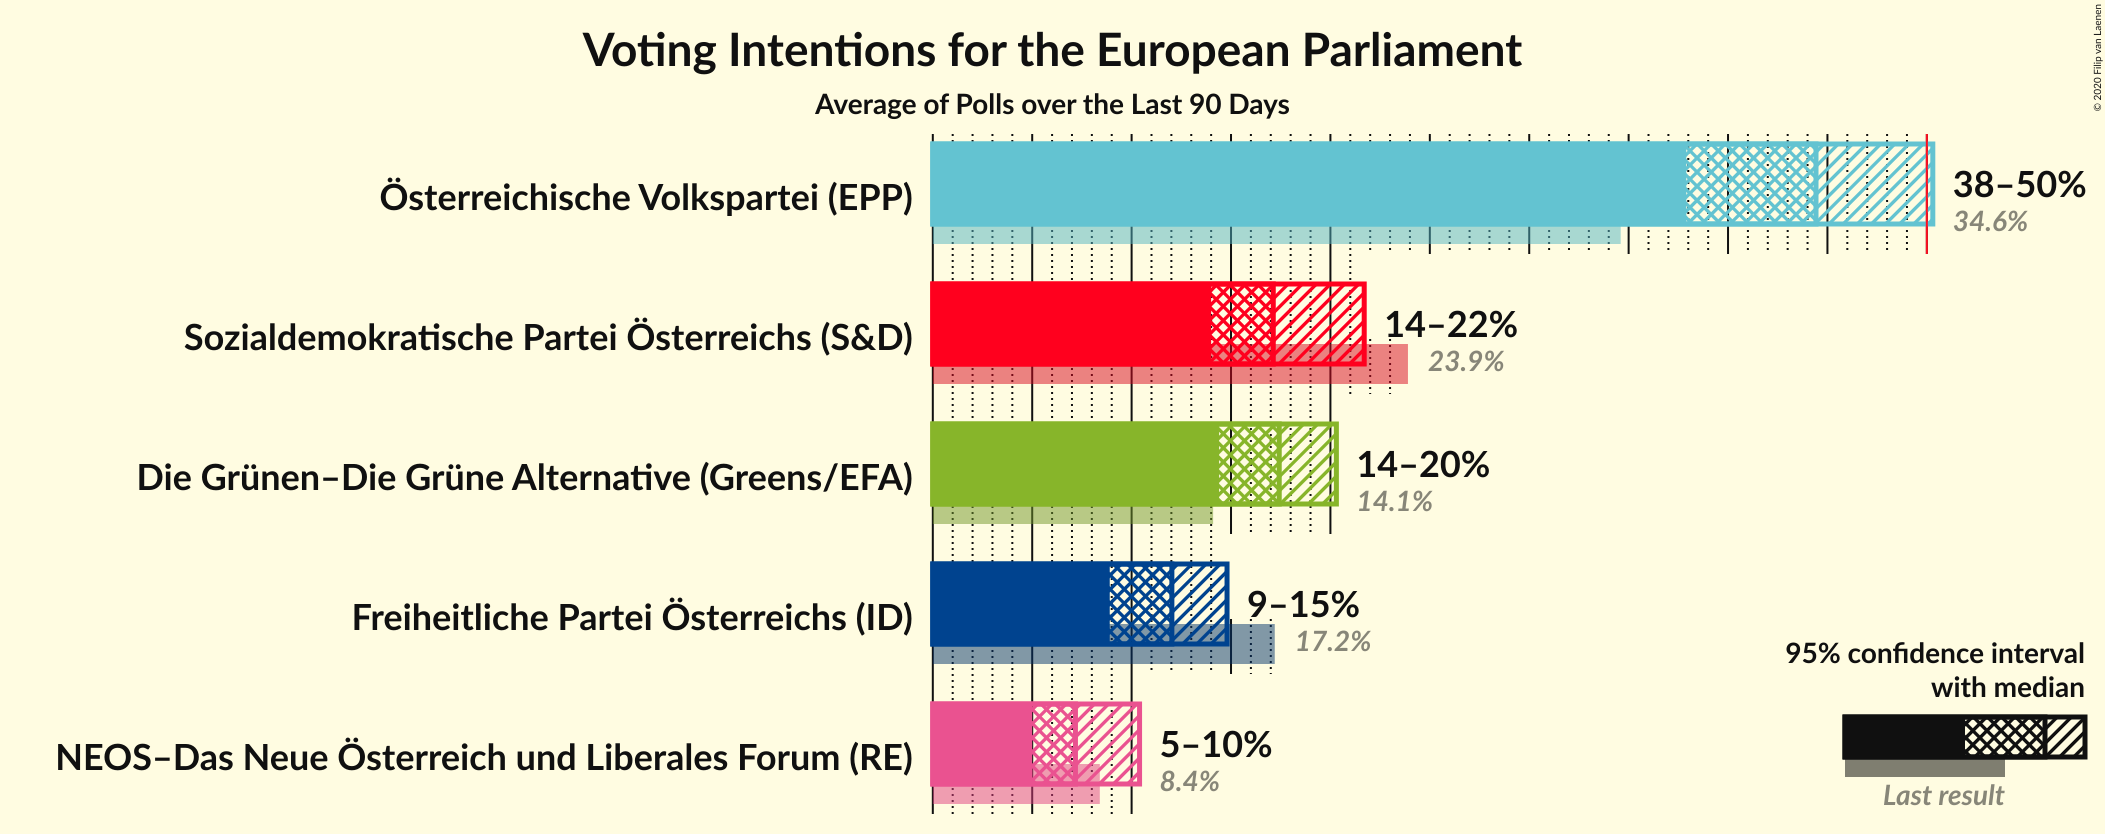 Voting Intentions for the European Parliament
Average of Polls over the Last 90 Days
© 2020 Filip van Laenen
Österreichische Volkspartei (EPP)
38–50%
34.6%
Sozialdemokratische Partei Österreichs (S&D)
14–22%
23.9%
Die Grünen–Die Grüne Alternative (Greens/EFA)
14–20%
14.1%
Freiheitliche Partei Österreichs (ID)
9–15%
17.2%
NEOS–Das Neue Österreich und Liberales Forum (RE)
5–10%
8.4%
95% confidence interval
with median
Last result